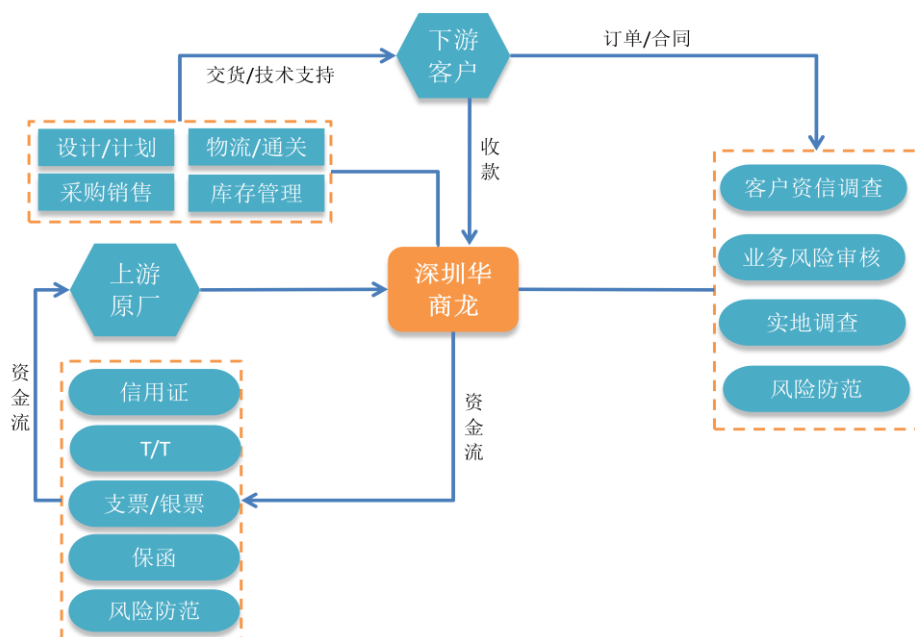 下游
客户
订单/合同
交货/技术支持
设计/计划
物流/通关
采购销售
库存管理
收
款
客户资信调查
业务风险审核
实地调查
风险防范
上游
原厂
深圳华
商龙
资
金
流
信用证
T/T
支票/银票
保函
风险防范
资
金
流